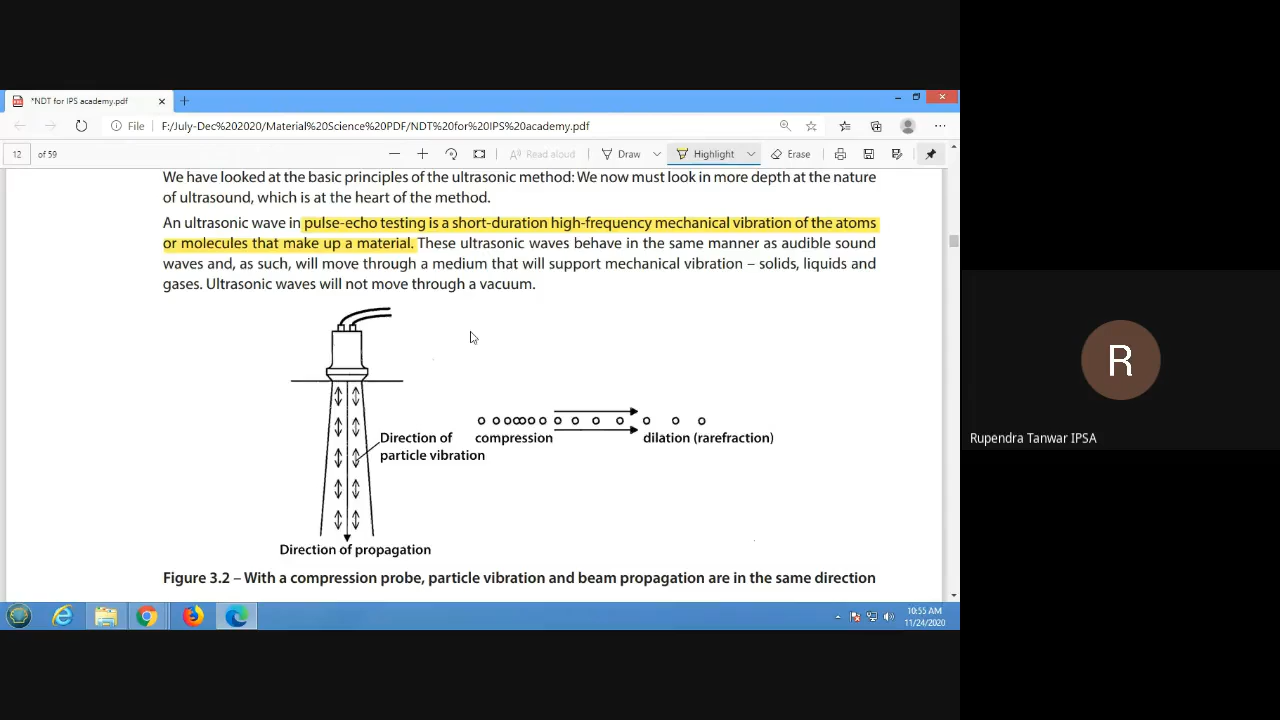 *NDT for IPS academy.pdf
File F:/July-Dec%202020/Material%20Science%20PDF/NDT%20for%20IPS%20academy.pdf
12 of 59 Read aloud Draw Highlight Erase
We have looked at the basic principles of the ultrasonic method: We now must look in more depth at the nature
of ultrasound, which is at the heart of the method.
An ultrasonic wave in pulse-echo testing is a short-duration high-frequency mechanical vibration of the atoms
or molecules that make up a material. These ultrasonic waves behave in the same manner as audible sound
waves and, as such, will move through a medium that will support mechanical vibration – solids, liquids and
gases. Ultrasonic waves will not move through a vacuum.
Direction of
particle vibration
compression
dilation (rarefraction)
Direction of propagation
Figure 3.2 – With a compression probe, particle vibration and beam propagation are in the same direction
10:55 AM
11/24/2020
R
Rupendra Tanwar IPSA